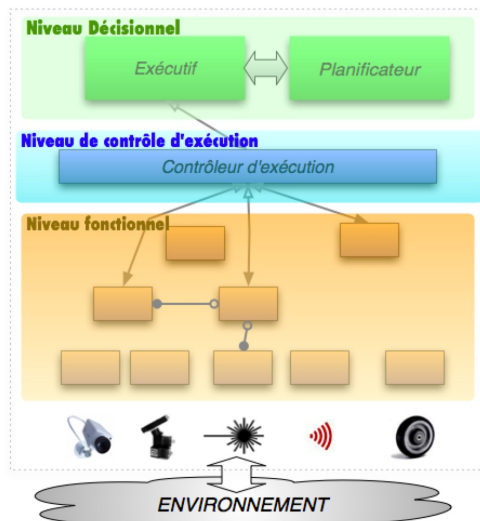 Niveau Décisionnel
Exécutif
Planificateur
Niveau de contrôle d'exécution
Contrôleur d'exécution
Niveau fonctionnel
ENVIRONNEMENT